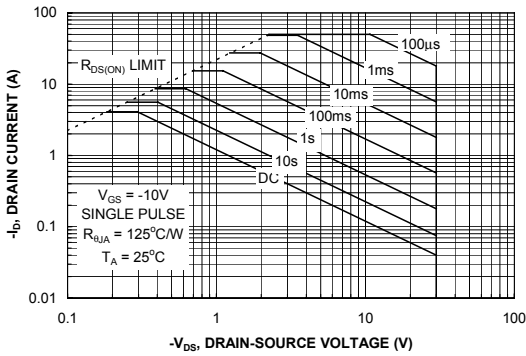 100
10
1
0.1
0.01
-I_D, DRAIN CURRENT (A)
R_DS(ON) LIMIT
100μs
1ms
10ms
100ms
1s
10s
DC
V_GS = -10V
SINGLE PULSE
R_θJA = 125°C/W
T_A = 25°C
0.1
1
10
100
-V_DS, DRAIN-SOURCE VOLTAGE (V)